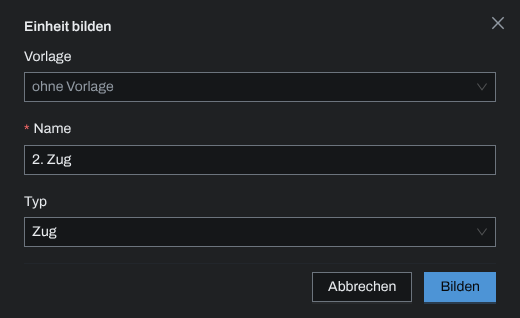 Einheit bilden
Vorlage
ohne Vorlage
* Name
2. Zug
Typ
Zug
Abbrechen
Bilden